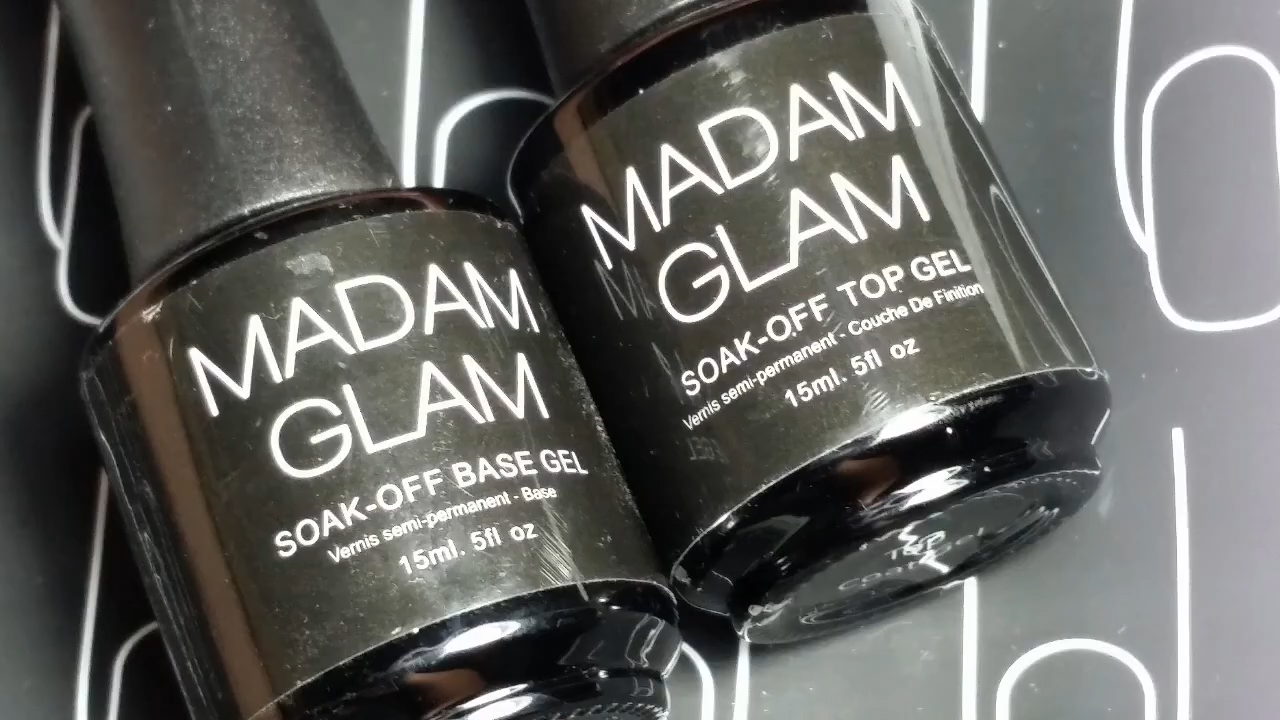 MADAM
GLAM
SOAK-OFF BASE GEL
Vernis semi-permanent - Base
15ml. 5fl oz
MADAM
GLAM
SOAK-OFF TOP GEL
Vernis semi-permanent - Couche De Finition
15ml. 5fl oz